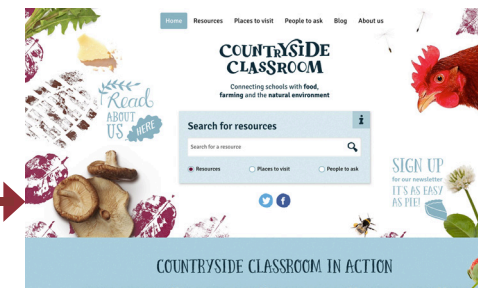 Home Resources Places to visit People to ask Blog About us
COUNTRYSIDE
CLASSROOM
Connecting schools with food,
farming and the natural environment
Read
ABOUT
US HERE
i
Search for resources
Search for a resource
Resources Places to visit People to ask
SIGN UP
for our newsletter
IT'S AS EASY
AS PIE!
f
COUNTRYSIDE CLASSROOM IN ACTION